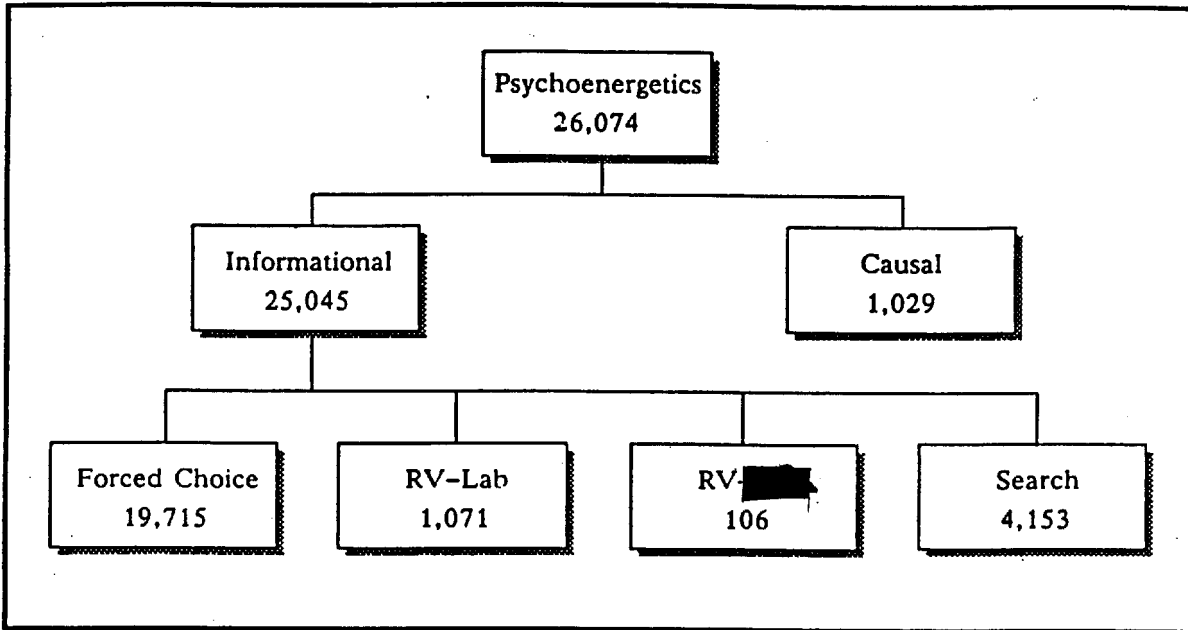 Psychoenergetics
26,074
Informational
25,045
Causal
1,029
Forced Choice
19,715
RV-Lab
1,071
RV-
106
Search
4,153